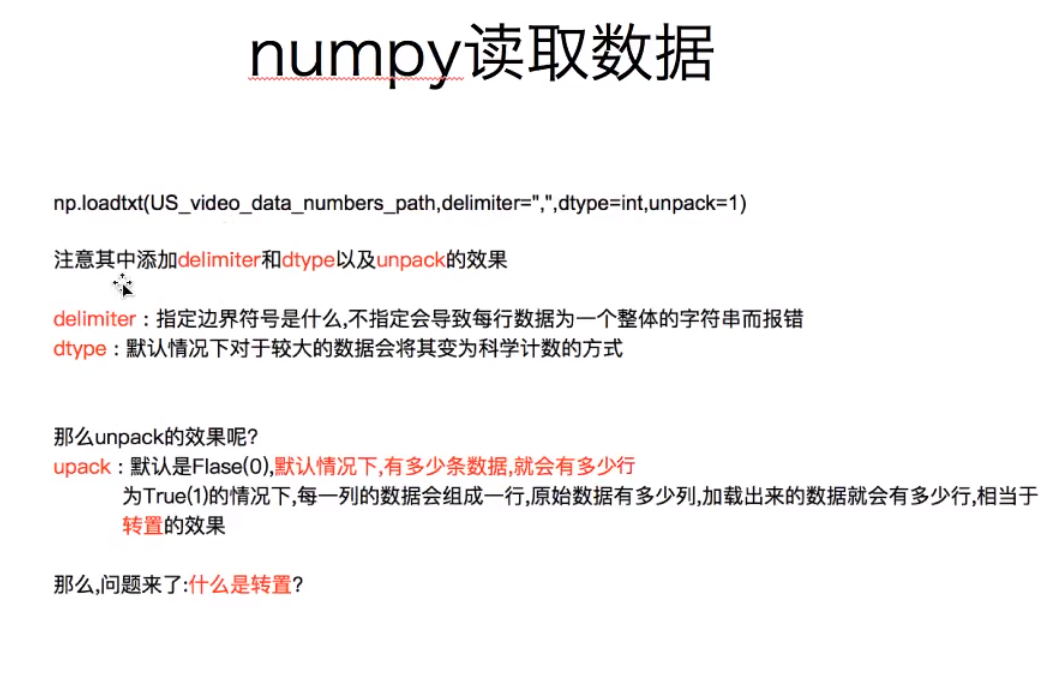 numpy读取数据
np.loadtxt(US_video_data_numbers_path,delimiter=",",dtype=int,unpack=1)
注意其中添加delimiter和dtype以及unpack的效果
delimiter：指定边界符号是什么,不指定会导致每行数据为一个整体的字符串而报错
dtype：默认情况下对于较大的数据会将其变为科学计数的方式
那么unpack的效果呢?
upack：默认是Flase(0),默认情况下,有多少条数据,就会有多少行
为True(1)的情况下,每一列的数据会组成一行,原始数据有多少列,加载出来的数据就会有多少行,相当于
转置的效果
那么,问题来了:什么是转置?